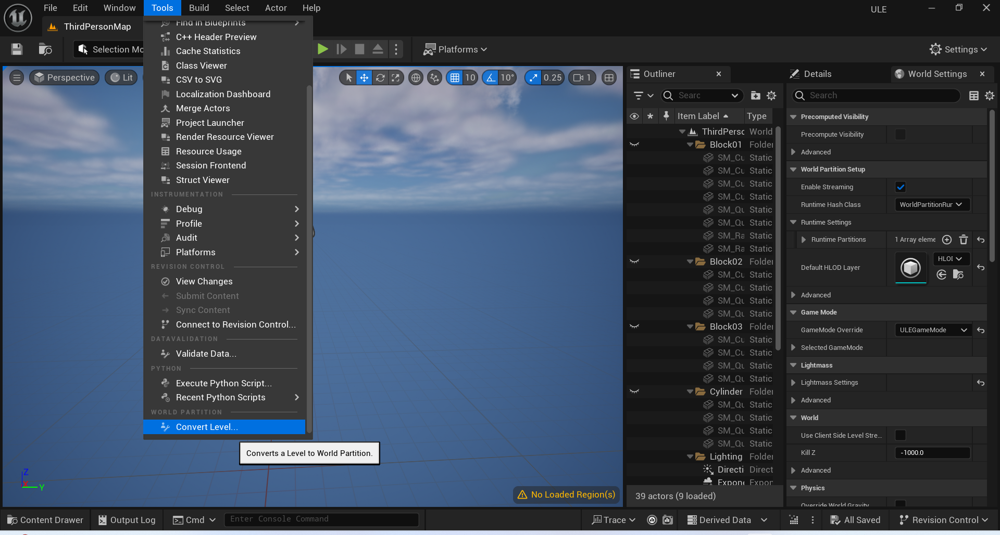 File Edit Window Tools Build Select Actor Help
ULE
ThirdPersonMap
Selection Mo
Platforms
Settings
Perspective
Lit
10
10°
0.25
1
Find in Blueprints
C++ Header Preview
Cache Statistics
Class Viewer
CSV to SVG
Localization Dashboard
Merge Actors
Project Launcher
Render Resource Viewer
Resource Usage
Session Frontend
Struct Viewer
INSTRUMENTATION
Debug
Profile
Audit
Platforms
REVISION CONTROL
View Changes
Submit Content
Sync Content
Connect to Revision Control...
DATAVALIDATION
Validate Data...
PYTHON
Execute Python Script...
Recent Python Scripts
WORLD PARTITION
Convert Level...
Converts a Level to World Partition.
Z
X
Y
No Loaded Region(s)
Outliner
Searc
Item Label Type
ThirdPersc World
Block01 Folder
SM_Cu Static
SM_Cu Static
SM_Cu Static
SM_Cu Static
SM_Qu Static
SM_Qu Static
SM_Ra Static
SM_Ra Static
Block02 Folder
SM_Cu Static
SM_Cu Static
SM_Qu Static
SM_Qu Static
Block03 Folder
SM_Cu Static
SM_Cu Static
SM_Qu Static
SM_Qu Static
Cylinder Folder
SM_Qu Static
SM_Qu Static
SM_Qu Static
SM_Qu Static
Lighting Folder
Directi Direct
Expone Expor
39 actors (9 loaded)
Details
World Settings
Search
Precomputed Visibility
Precompute Visibility
Advanced
World Partition Setup
Enable Streaming
Runtime Hash Class WorldPartitionRur
Runtime Settings
Runtime Partitions 1 Array eleme
Default HLOD Layer HLOI
Advanced
Game Mode
GameMode Override ULEGameMode
Selected GameMode
Lightmass
Lightmass Settings
Advanced
World
Use Client Side Level Stre...
Kill Z -1000.0
Advanced
Physics
Override World Gravity
Content Drawer
Output Log
Cmd
Enter Console Command
Trace
Derived Data
All Saved
Revision Control